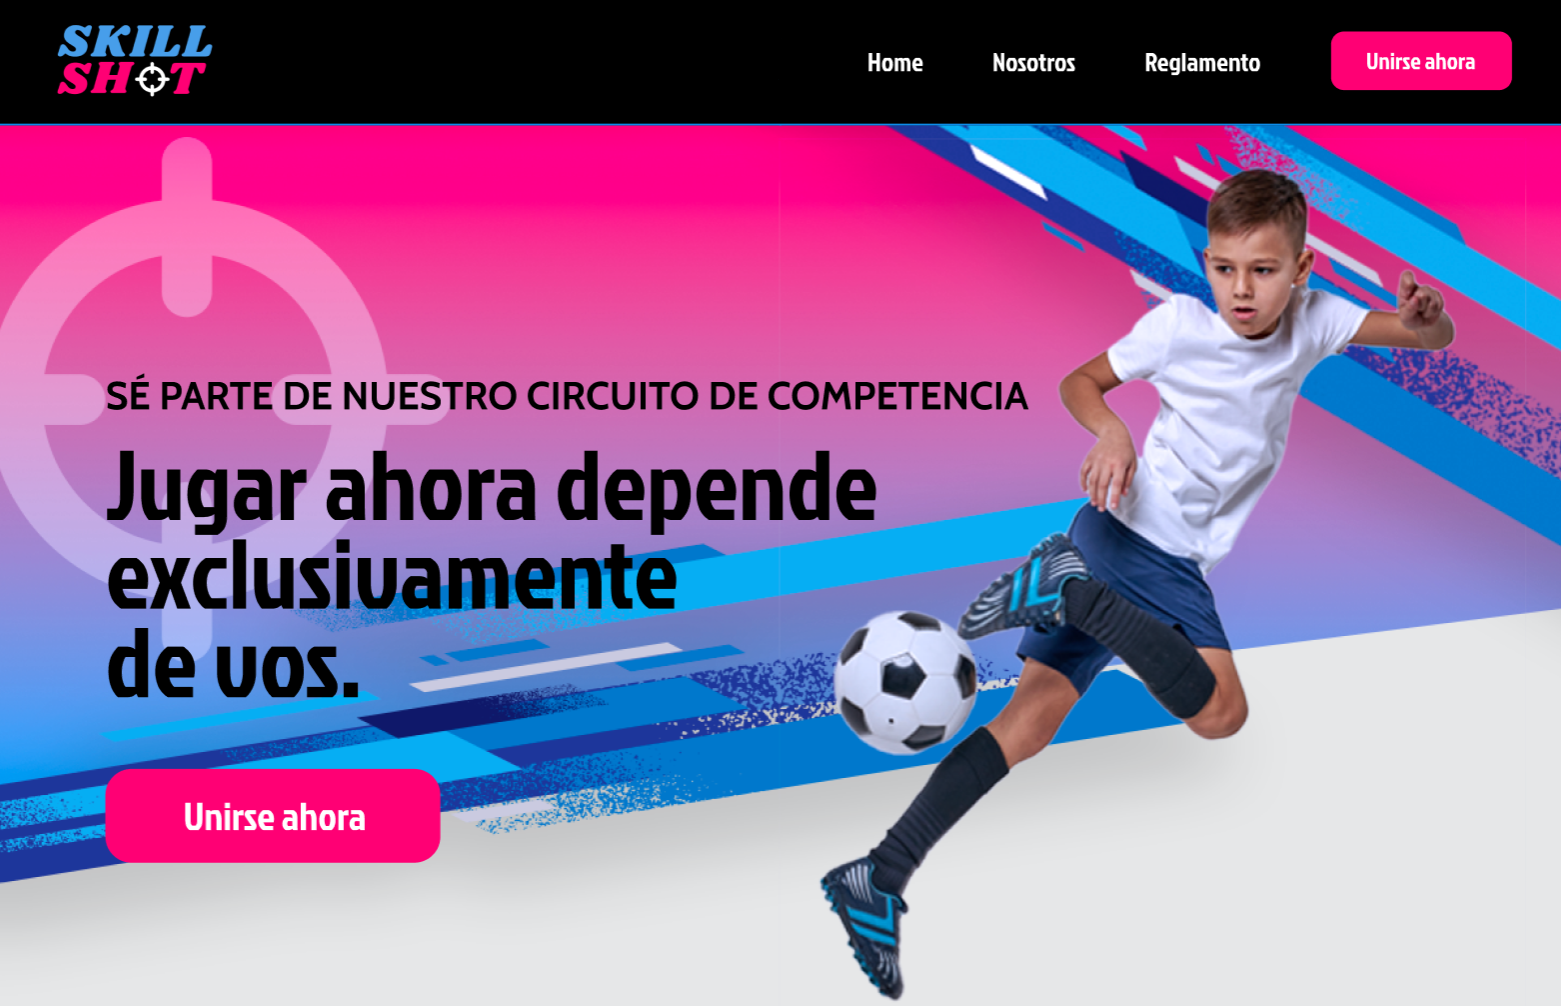 SKILL
SHOT
Home
Nosotros
Reglamento
Unirse ahora
SÉ PARTE DE NUESTRO CIRCUITO DE COMPETENCIA
Jugar ahora depende
exclusivamente
de vos.
Unirse ahora